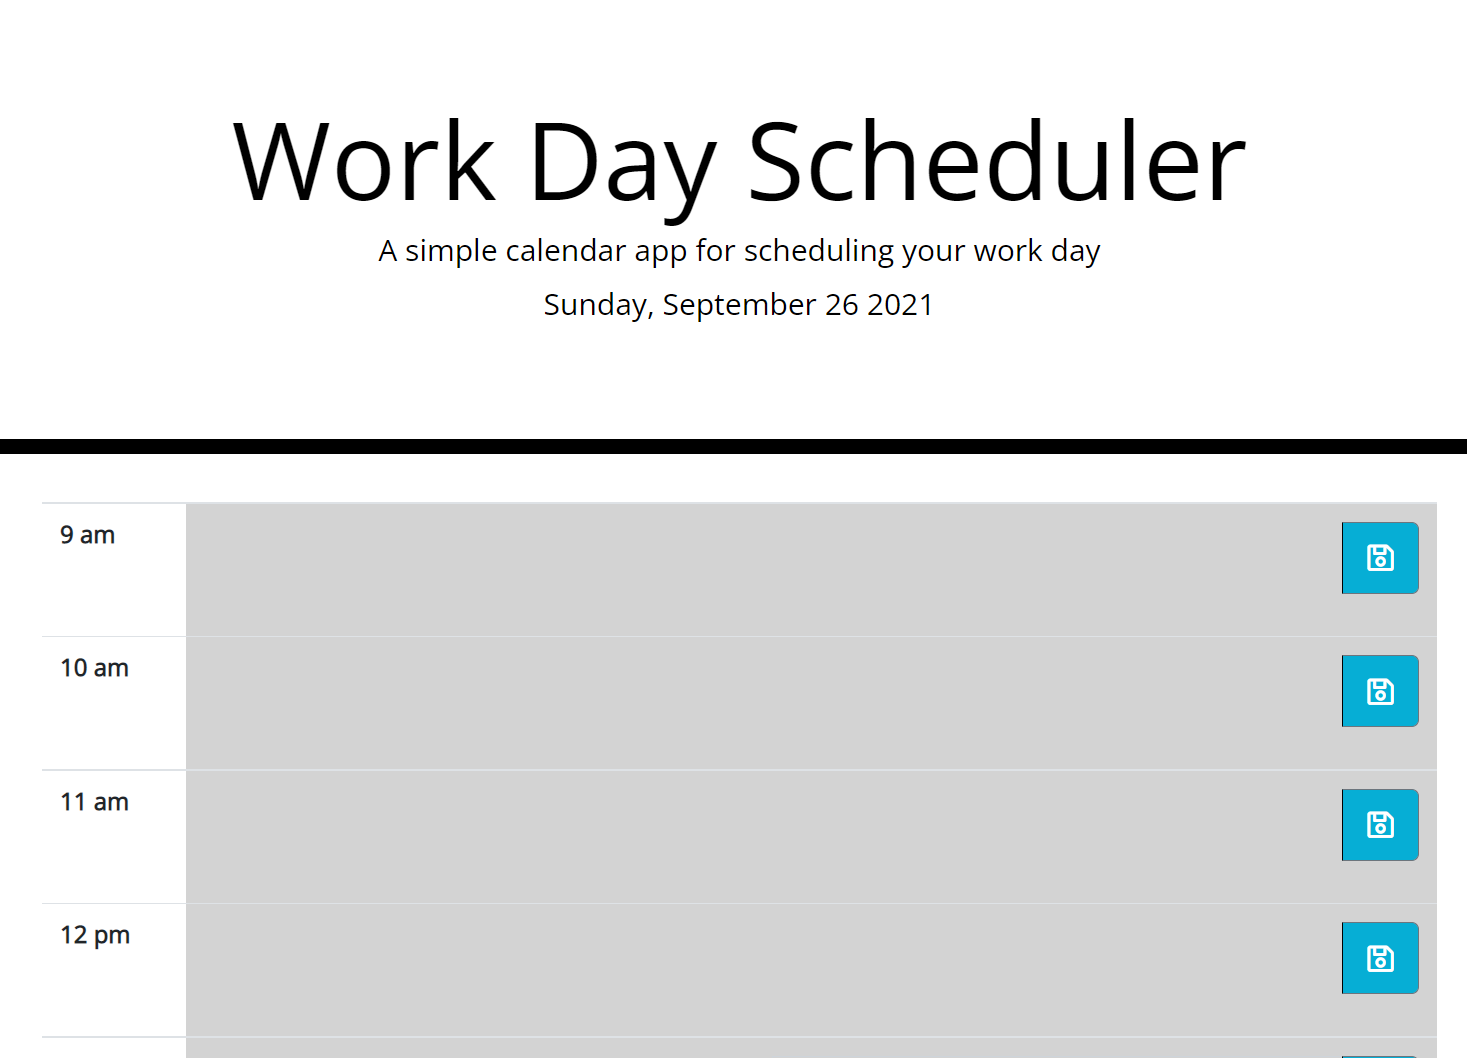 Work Day Scheduler
A simple calendar app for scheduling your work day
Sunday, September 26 2021
9 am
10 am
11 am
12 pm